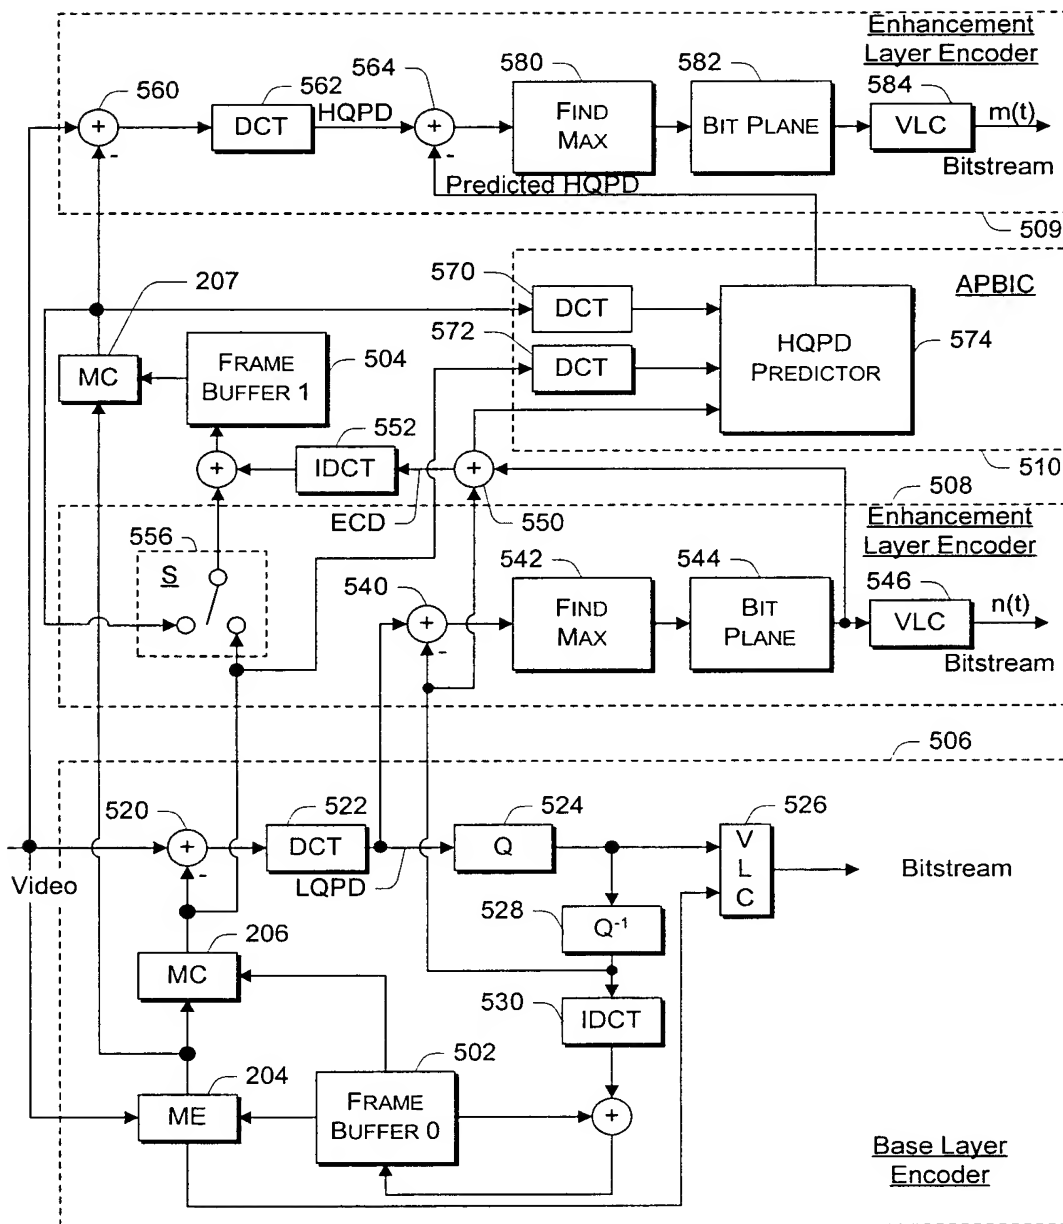 Enhancement
Layer Encoder
560
562
564
580
582
584
+
DCT
HQPD
+
FIND
MAX
BIT PLANE
VLC
m(t)
Bitstream
-
-
Predicted HQPD
509
207
570
APBIC
DCT
572
504
HQPD
PREDICTOR
574
MC
FRAME
BUFFER 1
DCT
552
+
IDCT
+
510
ECD
550
508
Enhancement
Layer Encoder
556
S
540
542
544
546
+
-
FIND
MAX
BIT
PLANE
VLC
n(t)
Bitstream
506
520
522
524
526
+
-
DCT
Q
V
L
C
Bitstream
Video
LQPD
528
Q-1
206
MC
530
IDCT
204
502
ME
FRAME
BUFFER 0
+
Base Layer
Encoder